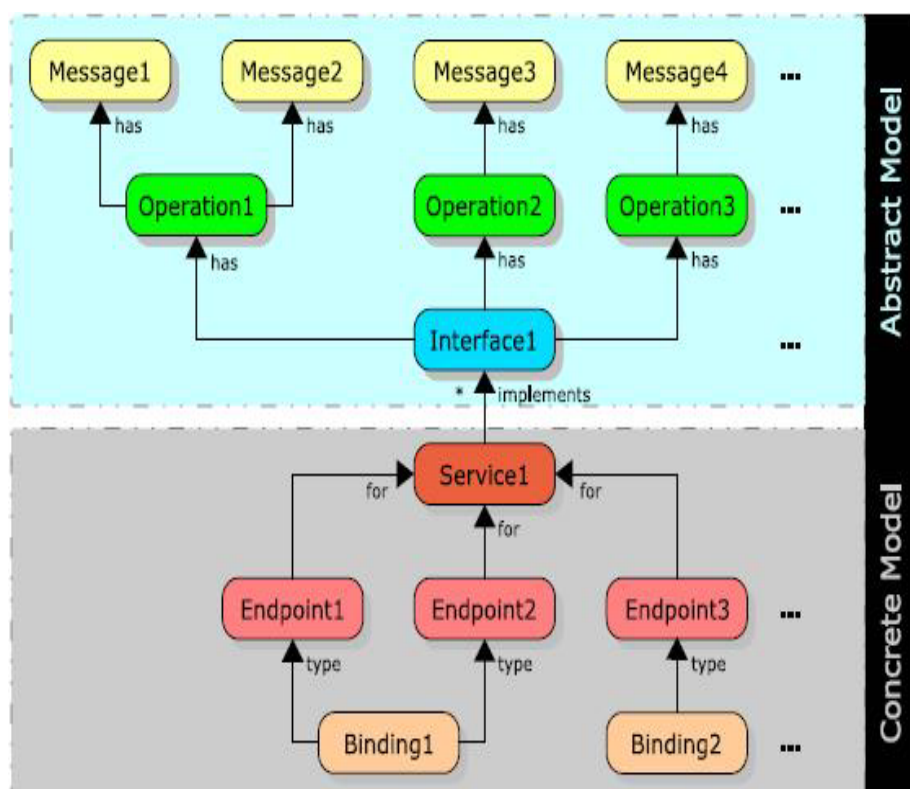 Message1 Message2 Message3 Message4 ...
has has has has
Operation1 Operation2 Operation3 ...
has has has
Interface1 ...
* implements
Abstract Model
Service1
for for for
Endpoint1 Endpoint2 Endpoint3 ...
type type type
Binding1 Binding2 ...
Concrete Model